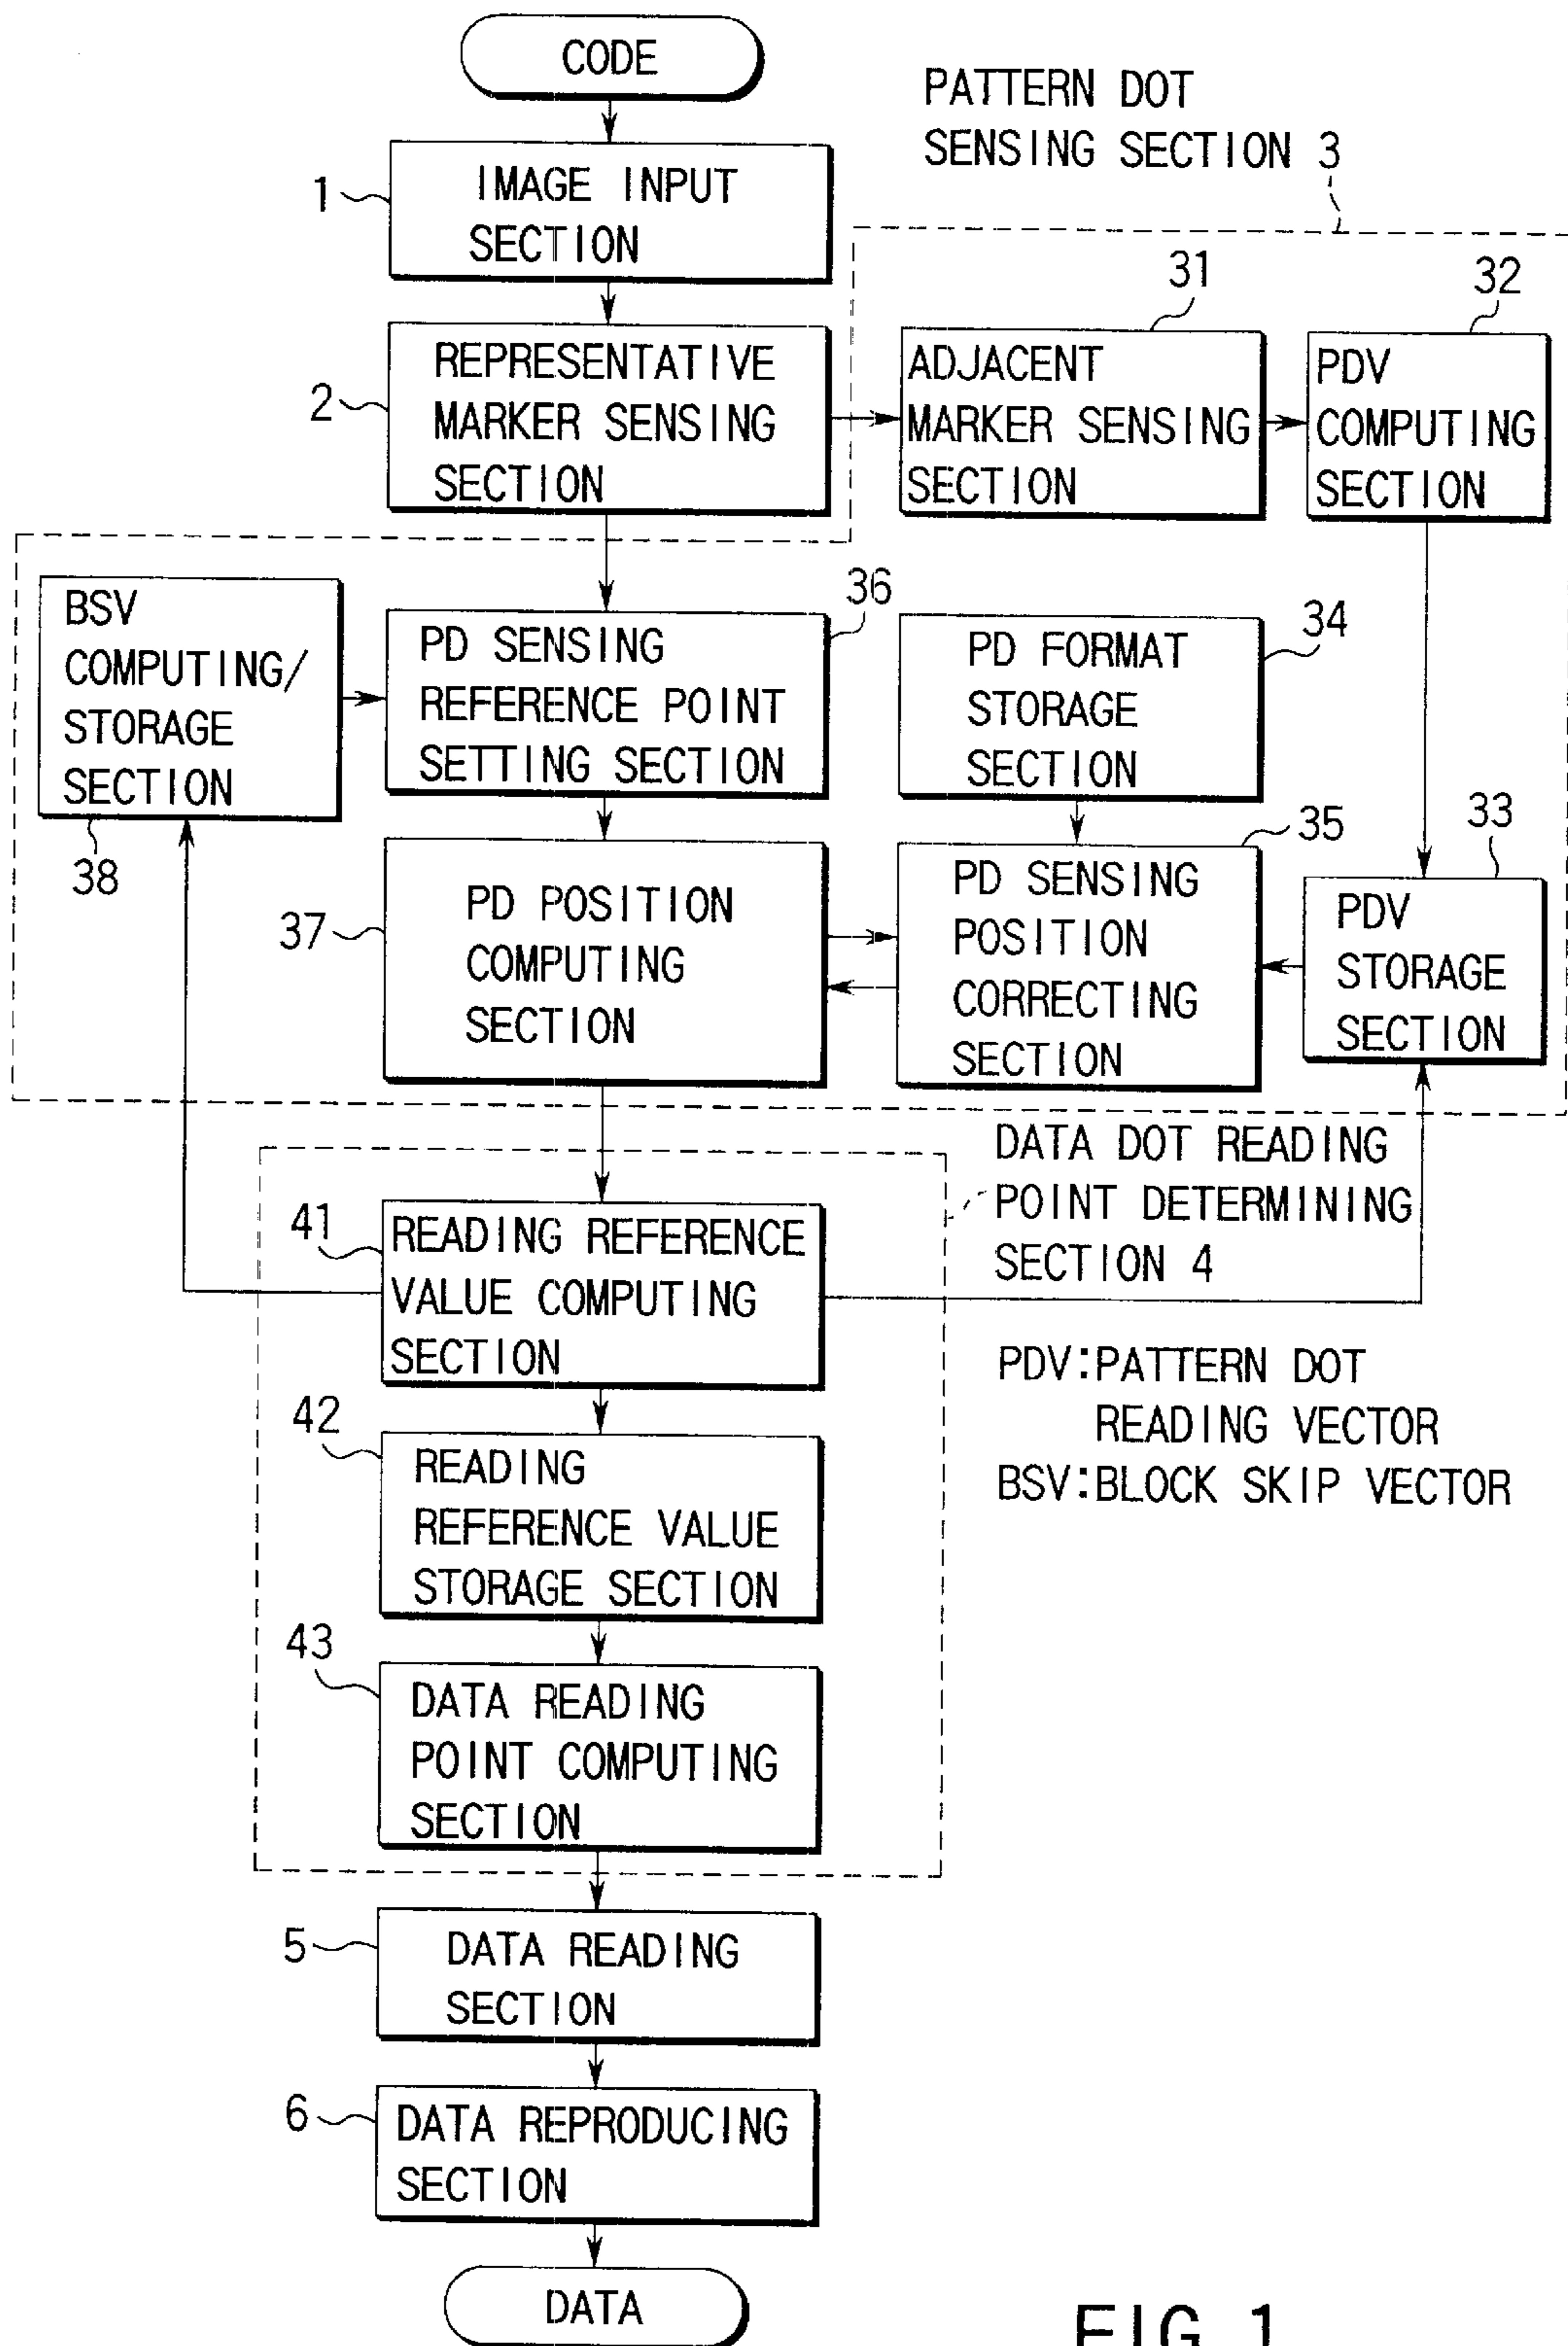 CODE
PATTERN DOT
SENSING SECTION 3
1
IMAGE INPUT
SECTION
31
32
2
REPRESENTATIVE
MARKER SENSING
SECTION
ADJACENT
MARKER SENSING
SECTION
PDV
COMPUTING
SECTION
BSV
COMPUTING/
STORAGE
SECTION
38
36
PD SENSING
REFERENCE POINT
SETTING SECTION
34
PD FORMAT
STORAGE
SECTION
37
PD POSITION
COMPUTING
SECTION
35
PD SENSING
POSITION
CORRECTING
SECTION
33
PDV
STORAGE
SECTION
DATA DOT READING
POINT DETERMINING
SECTION 4
41
READING REFERENCE
VALUE COMPUTING
SECTION
PDV:PATTERN DOT
READING VECTOR
BSV:BLOCK SKIP VECTOR
42
READING
REFERENCE VALUE
STORAGE SECTION
43
DATA READING
POINT COMPUTING
SECTION
5
DATA READING
SECTION
6
DATA REPRODUCING
SECTION
DATA
FIG.1